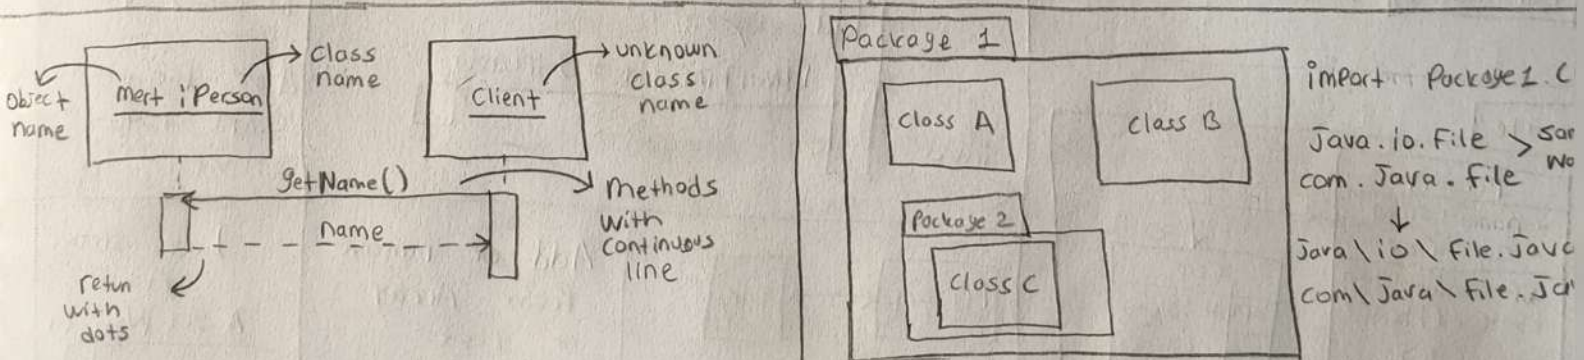 Object
name
mert : Person
class
name
Client
unknown
class
name
getName()
name
methods
with
continuous
line
retun
with
dots
Package 1
Class A
Class B
Package 2
Class C
import Package1.C
Java.io.File
com.Java.file
Java\io\file.Java
com\Java\file.Ja